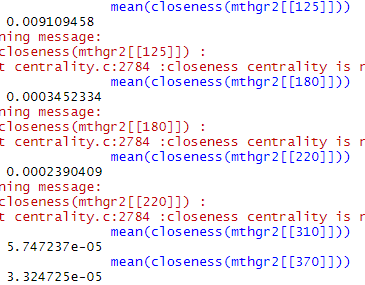 mean(closeness(mthgr2[[125]]))
0.009109458
ning message:
closeness(mthgr2[[125]]) :
t centrality.c:2784 :closeness centrality is n
mean(closeness(mthgr2[[180]]))
0.0003452334
ning message:
closeness(mthgr2[[180]]) :
t centrality.c:2784 :closeness centrality is n
mean(closeness(mthgr2[[220]]))
0.0002390409
ning message:
closeness(mthgr2[[220]]) :
t centrality.c:2784 :closeness centrality is n
mean(closeness(mthgr2[[310]]))
5.747237e-05
mean(closeness(mthgr2[[370]]))
3.324725e-05